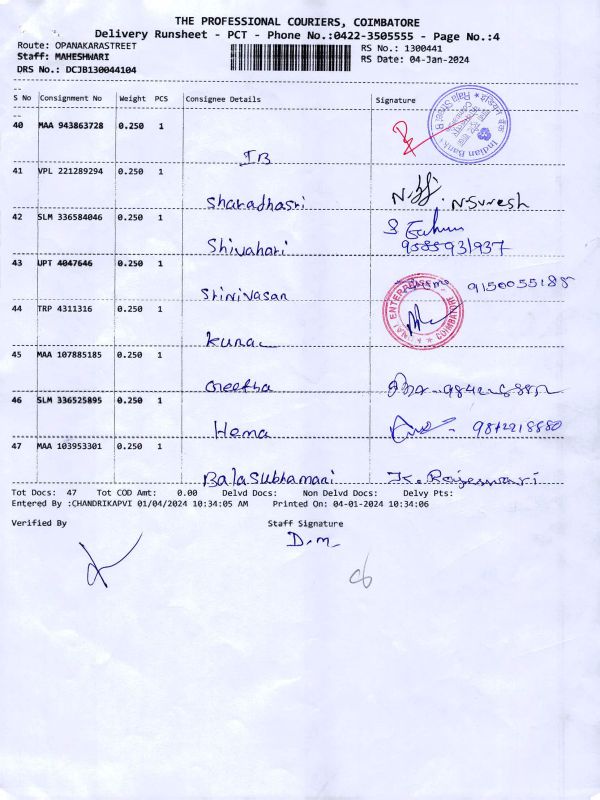 THE PROFESSIONAL COURIERS, COIMBATORE
Delivery Runsheet - PCT - Phone No.:0422-3505555 - Page No.:4
Route: OPANAKARASTREET RS No.: 1300441
Staff: MAHESHWARI RS Date: 04-Jan-2024
DRS No.: DCJB130044104
S No Consignment No Weight PCS Consignee Details Signature
40 MAA 943863728 0.250 1
IB
Indian Bank
41 VPL 221289294 0.250 1
Sharadhasri N. Suresh
42 SLM 336584046 0.250 1
Shivahari 9585931937
43 UPT 4047646 0.250 1
Srinivasan 9150055188
44 TRP 4311316 0.250 1
COIMBATORE
45 MAA 107885185 0.250 1
Geetha
46 SLM 336525895 0.250 1
Hema
47 MAA 103953301 0.250 1
Balasubramani K. Rajeswari
Tot Docs: 47 Tot COD Amt: 0.00 Delvd Docs: Non Delvd Docs: Delvy Pts:
Entered By :CHANDRIKAPVI 01/04/2024 10:34:05 AM Printed On: 04-01-2024 10:34:06
Verified By Staff Signature
D.M.